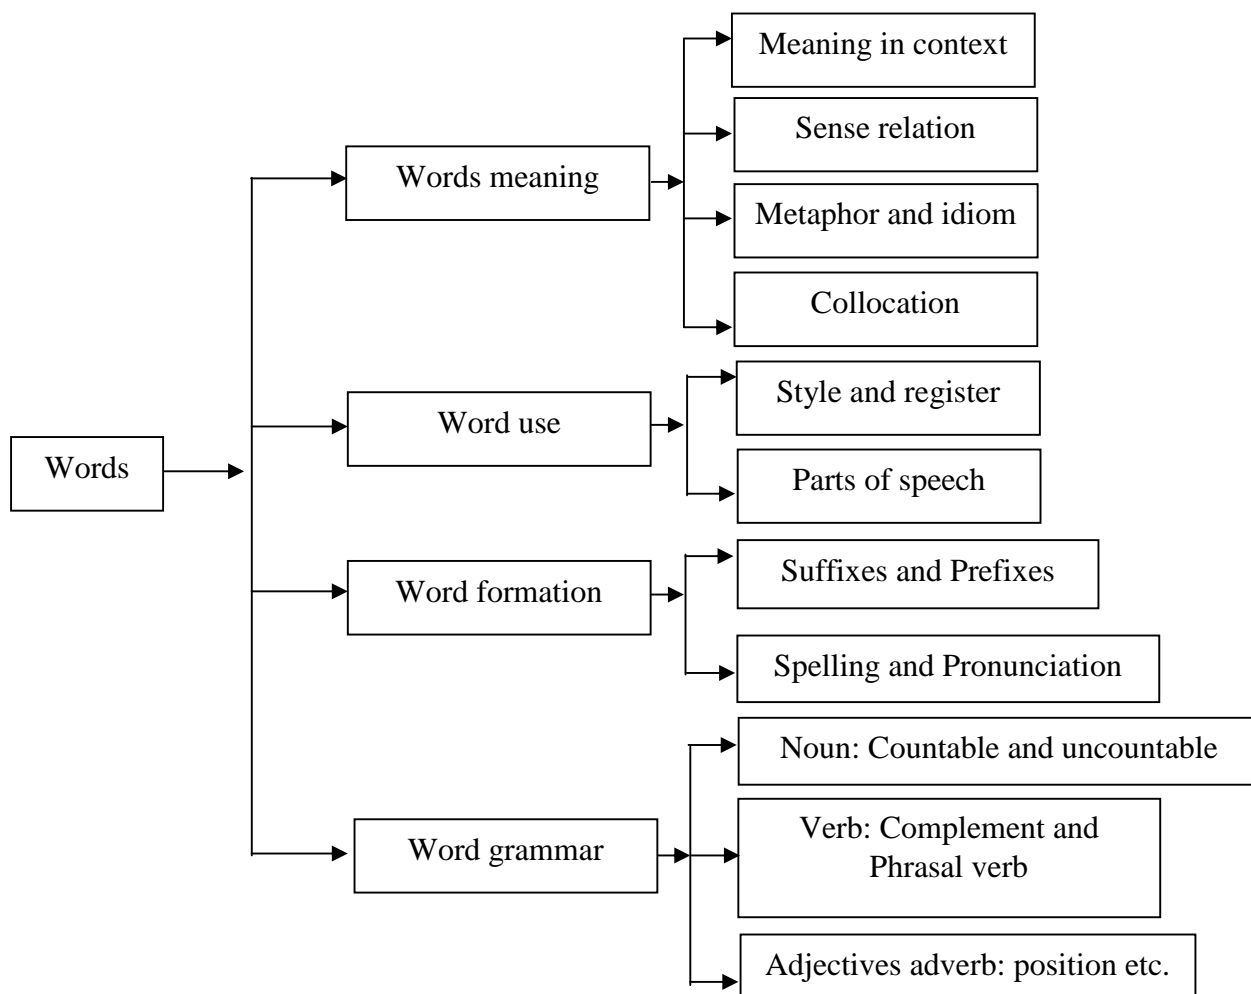 Words
Words meaning
Meaning in context
Sense relation
Metaphor and idiom
Collocation
Word use
Style and register
Parts of speech
Word formation
Suffixes and Prefixes
Spelling and Pronunciation
Word grammar
Noun: Countable and uncountable
Verb: Complement and
Phrasal verb
Adjectives adverb: position etc.